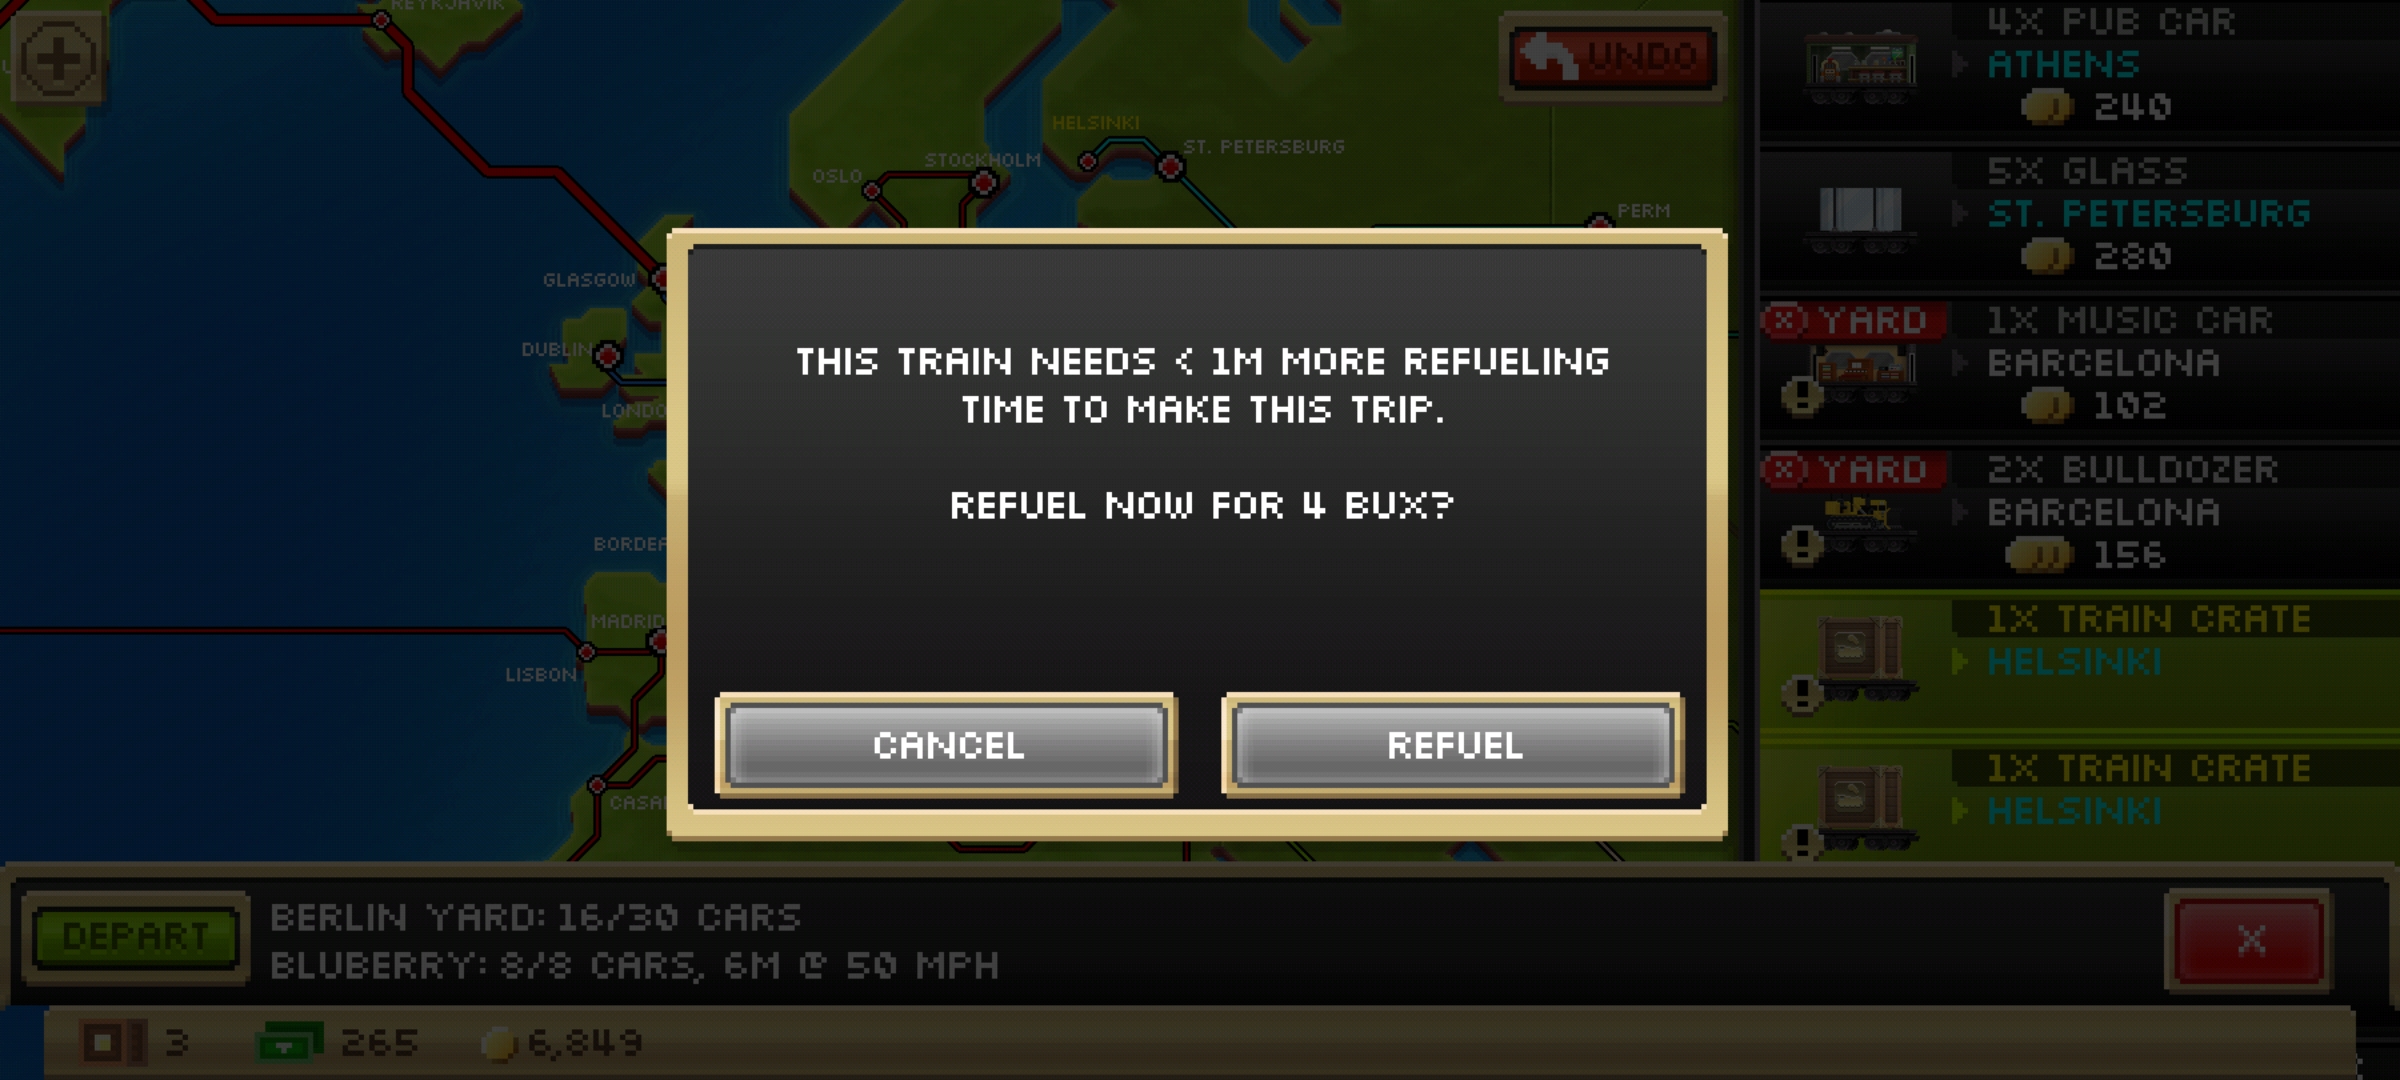 REYKJAVIK
UNDO
HELSINKI
ST. PETERSBURG
STOCKHOLM
OSLO
PERM
GLASGOW
DUBLIN
MADRID
LISBON
4X PUB CAR
ATHENS
240
5X GLASS
ST. PETERSBURG
280
YARD
1X MUSIC CAR
BARCELONA
102
YARD
2X BULLDOZER
BARCELONA
156
1X TRAIN CRATE
HELSINKI
1X TRAIN CRATE
HELSINKI
THIS TRAIN NEEDS < 1M MORE REFUELING
TIME TO MAKE THIS TRIP.
REFUEL NOW FOR 4 BUX?
CANCEL
REFUEL
DEPART
BERLIN YARD: 16/30 CARS
BLUBERRY: 8/8 CARS, 6M @ 50 MPH
X
3
265
6,849